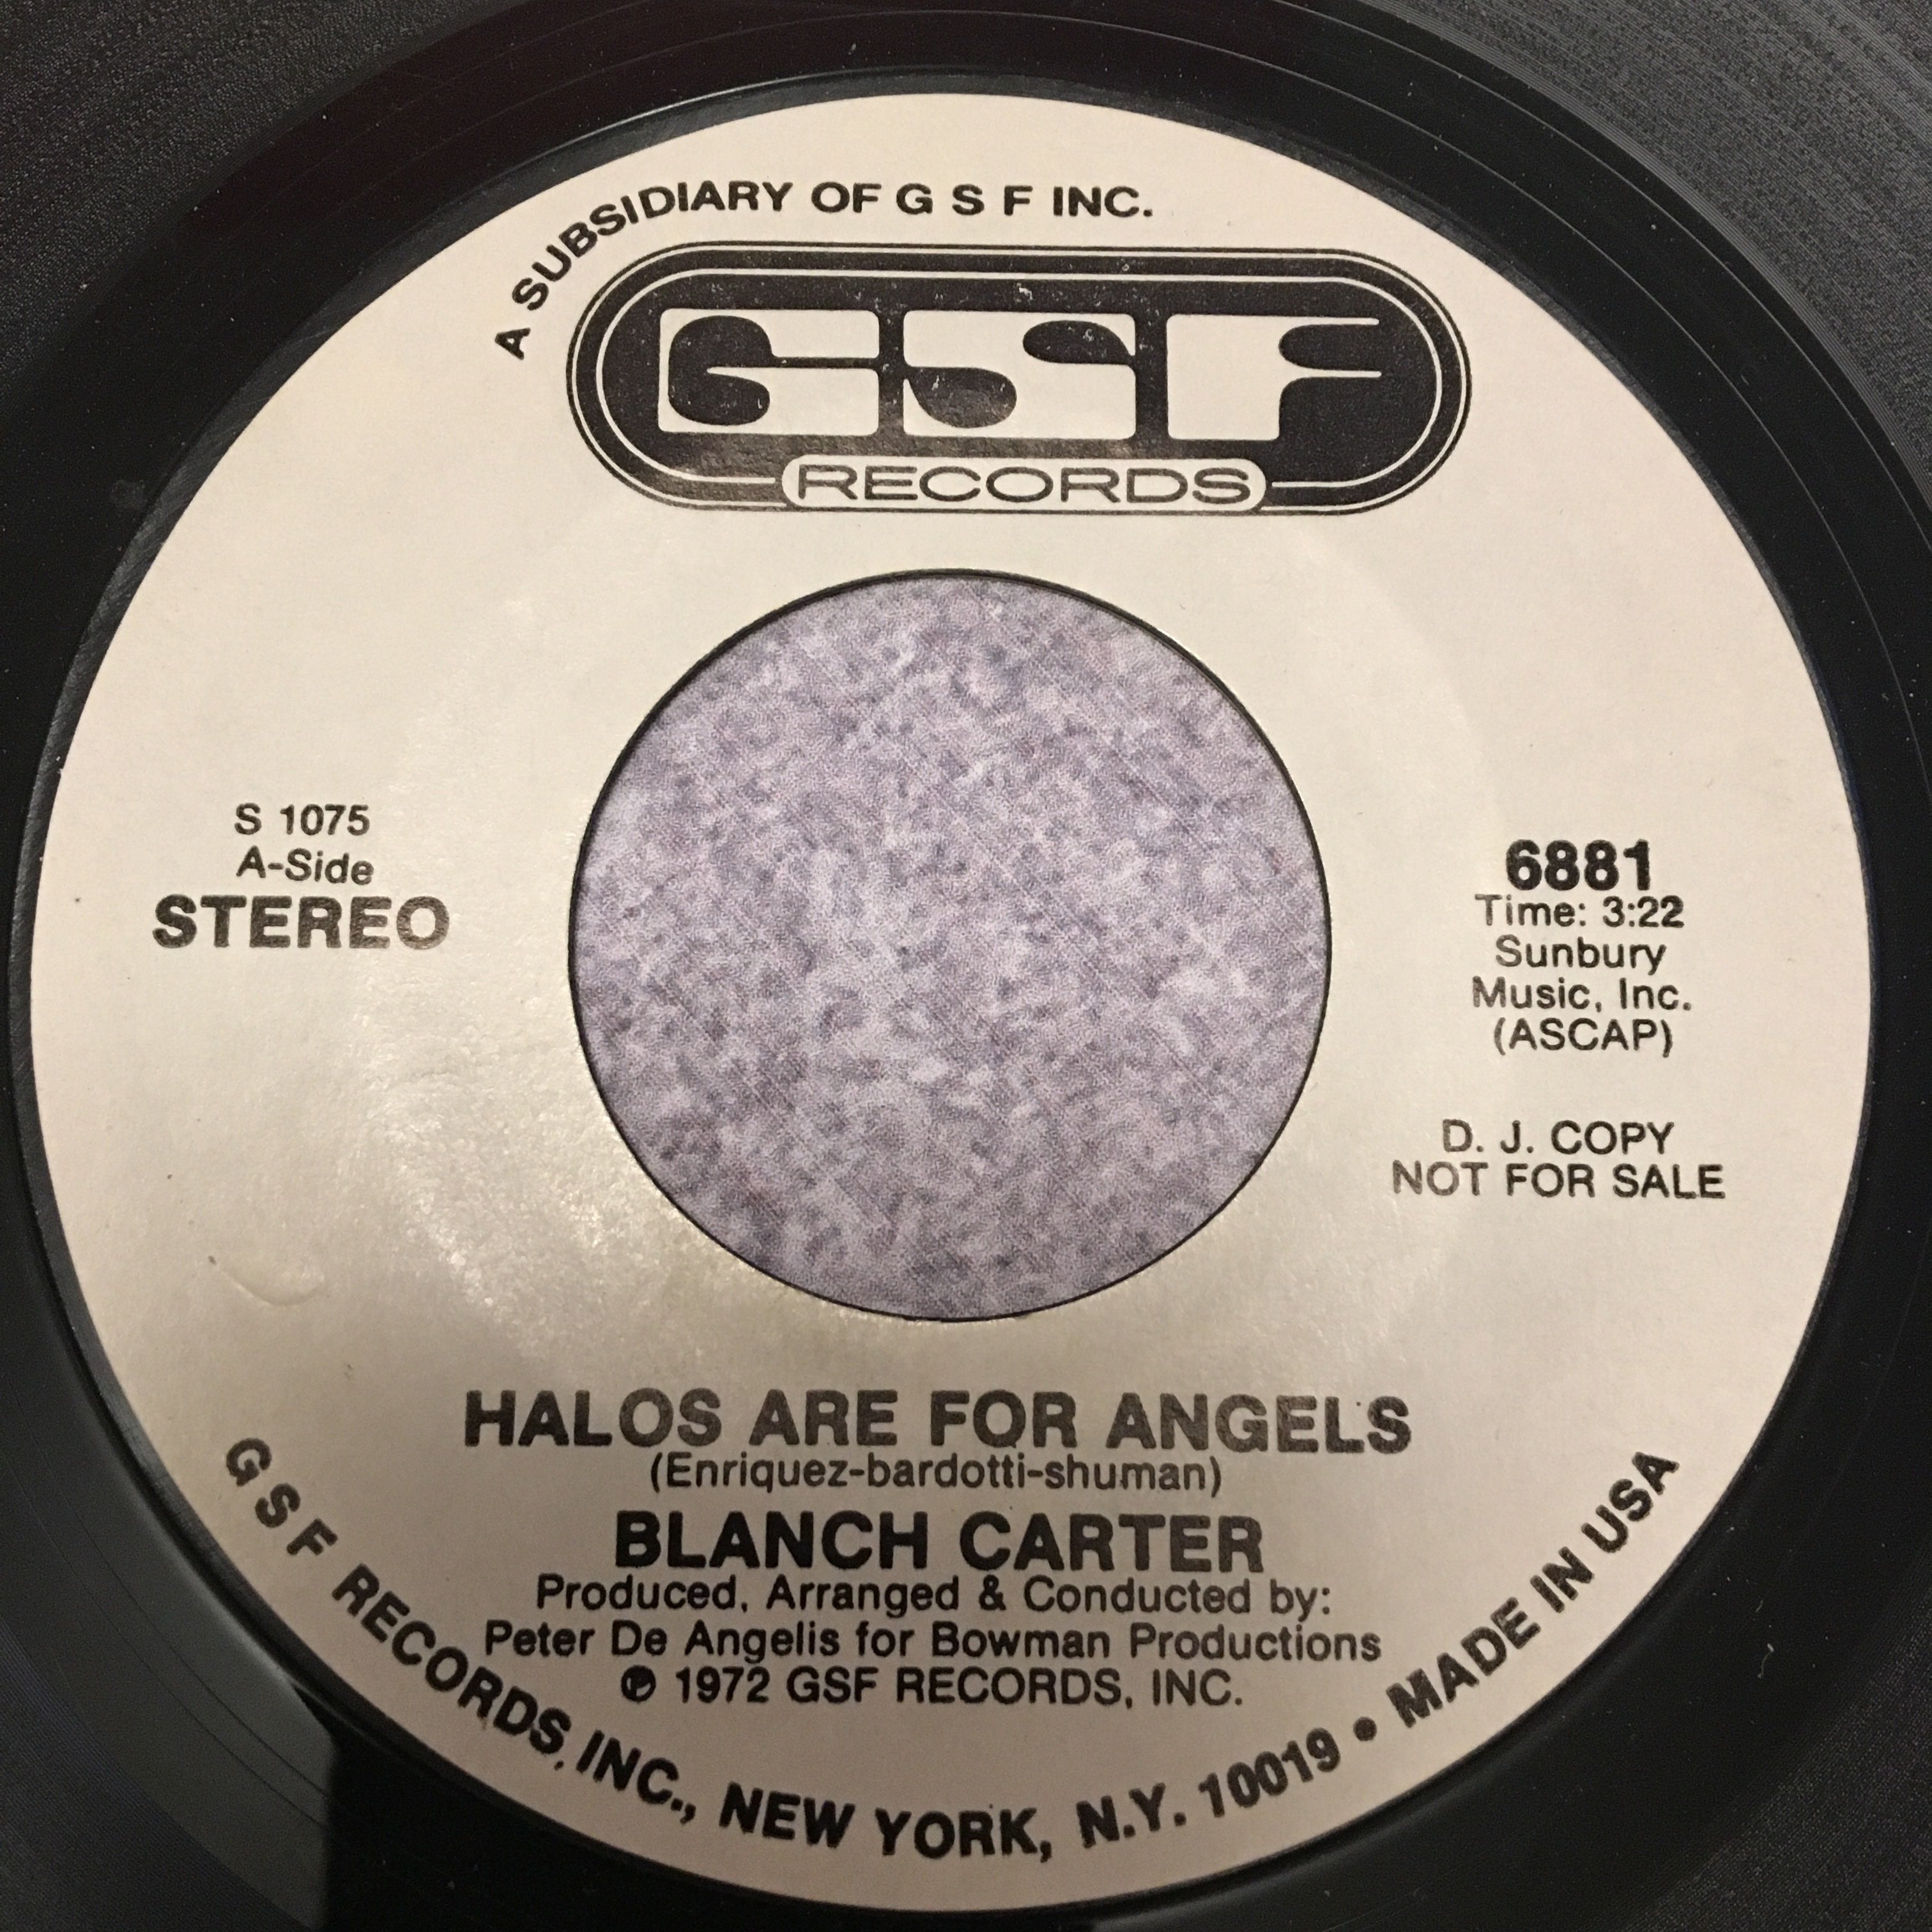 A SUBSIDIARY OF G S F INC.
GSF
RECORDS
S 1075
A-Side
STEREO
6881
Time: 3:22
Sunbury
Music, Inc.
(ASCAP)
D. J. COPY
NOT FOR SALE
HALOS ARE FOR ANGELS
(Enriquez-bardotti-shuman)
BLANCH CARTER
Produced, Arranged & Conducted by:
Peter De Angelis for Bowman Productions
℗ 1972 GSF RECORDS, INC.
G S F RECORDS, INC., NEW YORK, N.Y. 10019 • MADE IN USA